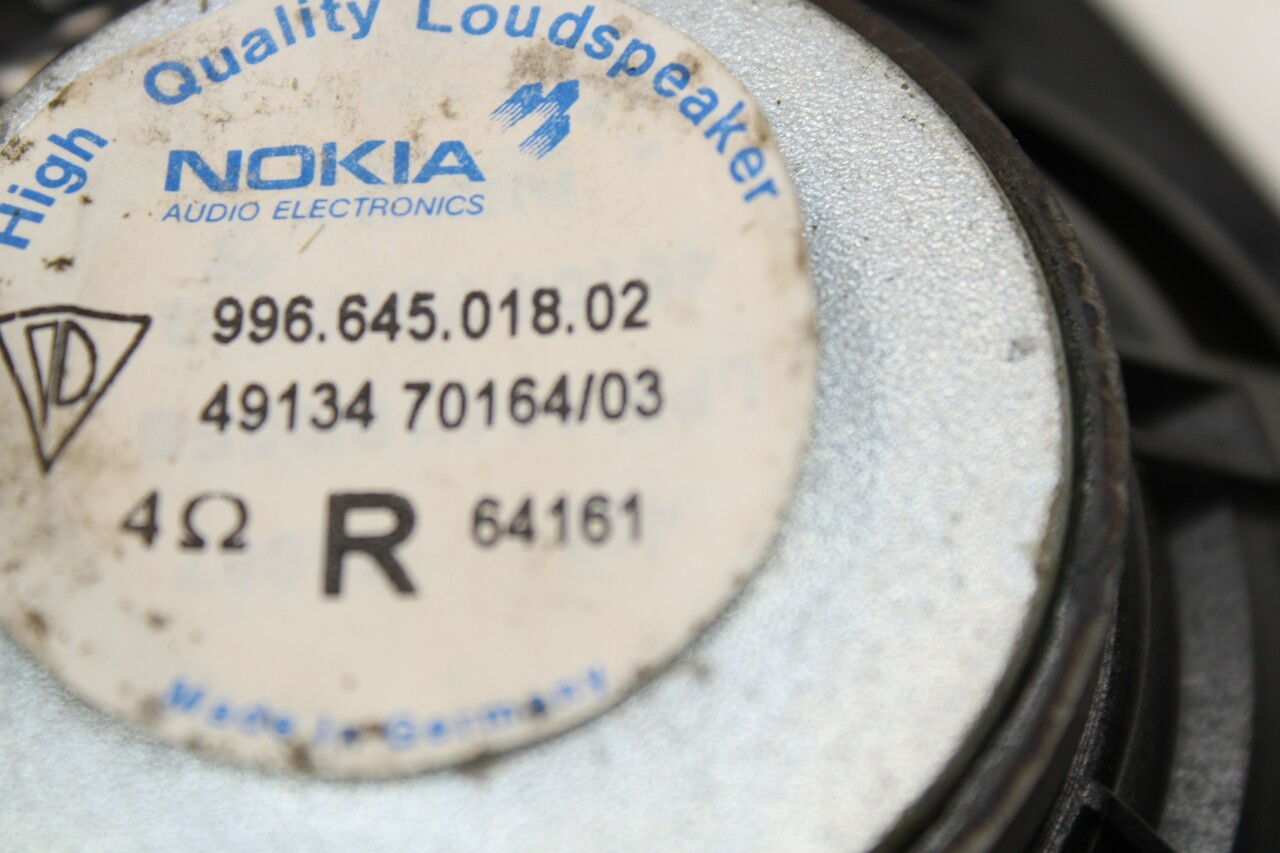 High Quality Loudspeaker
NOKIA
AUDIO ELECTRONICS
996.645.018.02
49134 70164/03
4Ω R 64161
Made in Germany